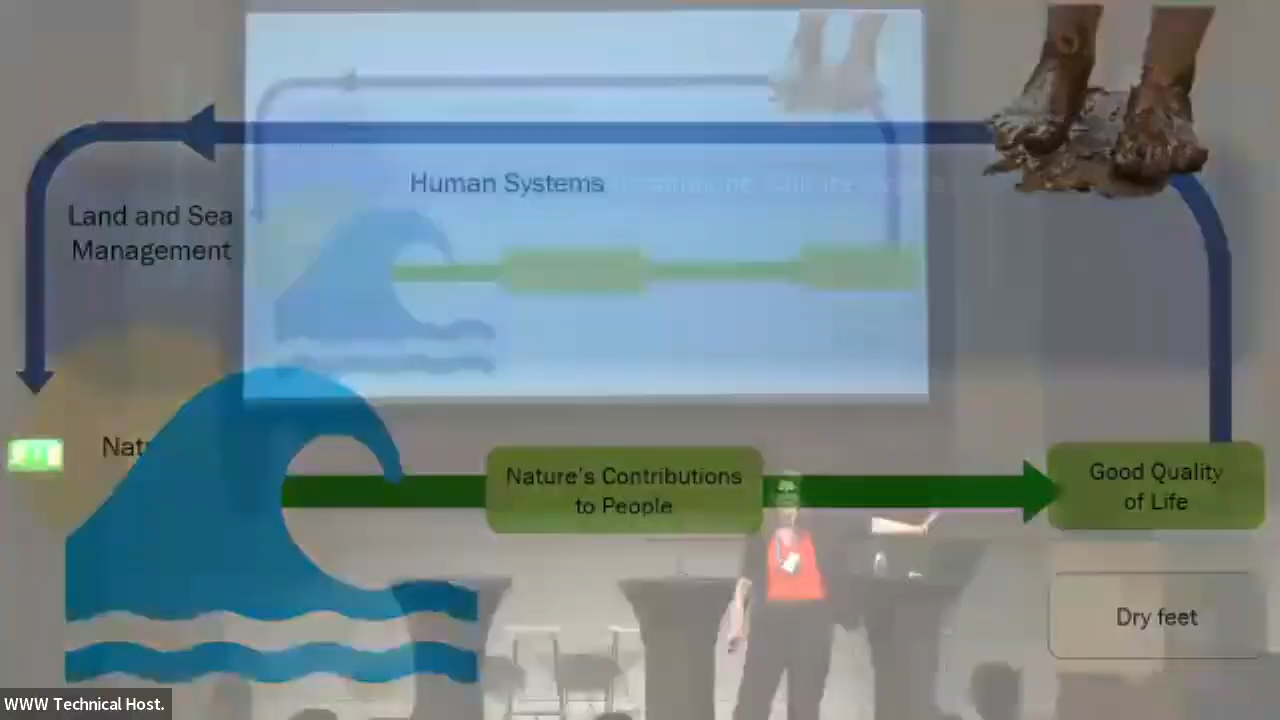 Human Systems
Land and Sea
Management
Nature's Contributions
to People
Good Quality
of Life
Dry feet
WWW Technical Host.